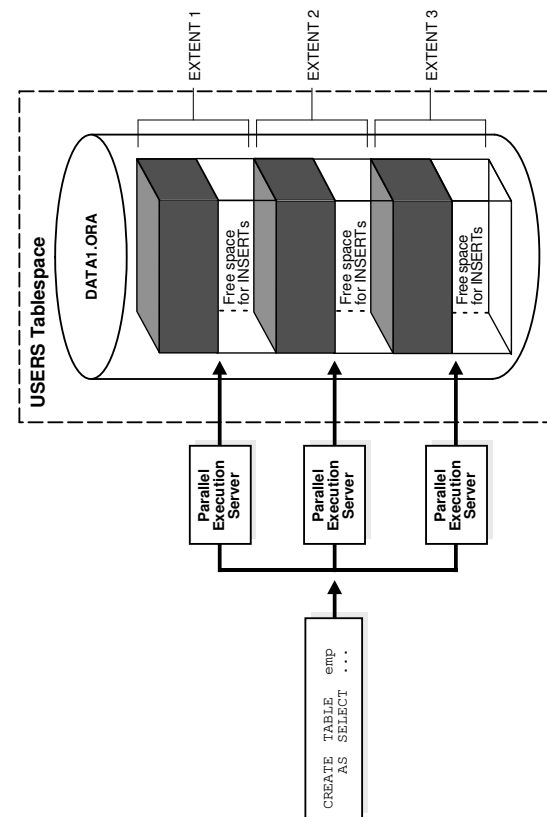 USERS Tablespace
DATA1.ORA
EXTENT 1
EXTENT 2
EXTENT 3
Free space
for INSERTs
Free space
for INSERTs
Free space
for INSERTs
Parallel
Execution
Server
Parallel
Execution
Server
Parallel
Execution
Server
CREATE TABLE emp
AS SELECT ...